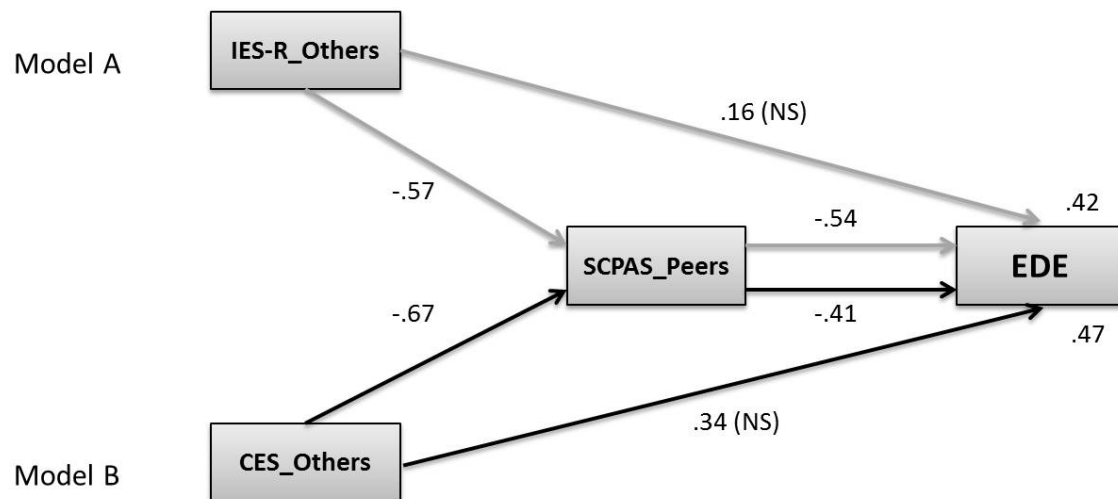 Model A
IES-R_Others
.16 (NS)
-.57
.42
-.54
SCPAS_Peers
EDE
-.67
-.41
.47
.34 (NS)
CES_Others
Model B